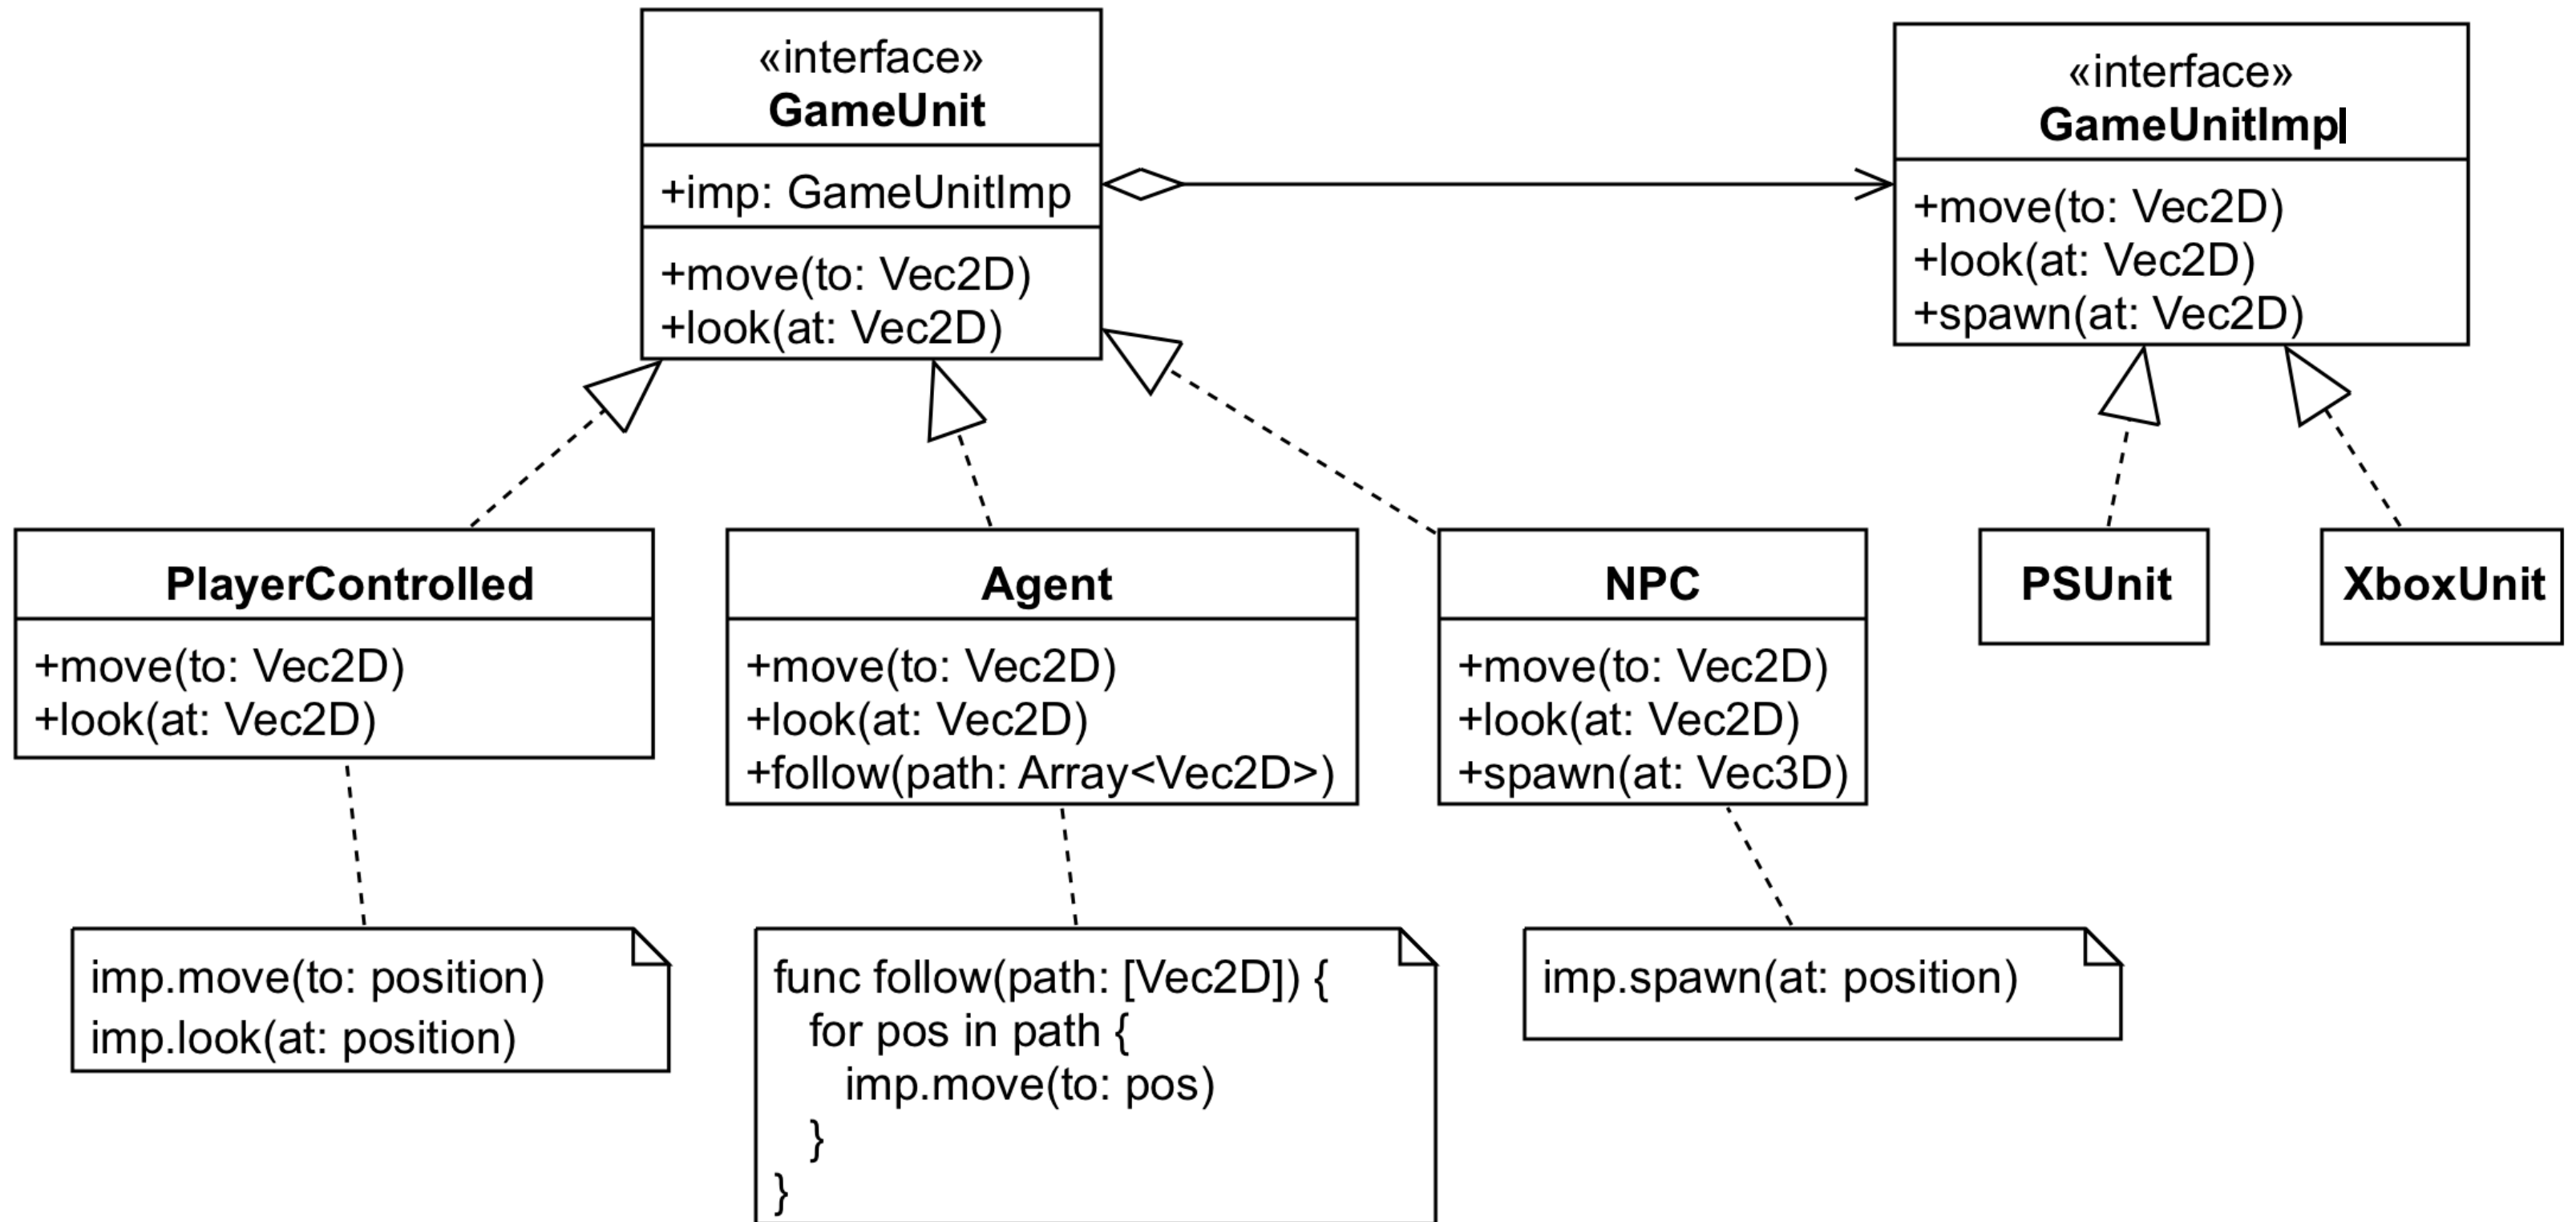 «interface»
GameUnit
+imp: GameUnitImp
+move(to: Vec2D)
+look(at: Vec2D)
«interface»
GameUnitImpl
+move(to: Vec2D)
+look(at: Vec2D)
+spawn(at: Vec2D)
PlayerControlled
+move(to: Vec2D)
+look(at: Vec2D)
Agent
+move(to: Vec2D)
+look(at: Vec2D)
+follow(path: Array<Vec2D>)
NPC
+move(to: Vec2D)
+look(at: Vec2D)
+spawn(at: Vec3D)
PSUnit
XboxUnit
imp.move(to: position)
imp.look(at: position)
func follow(path: [Vec2D]) {
for pos in path {
imp.move(to: pos)
}
}
imp.spawn(at: position)